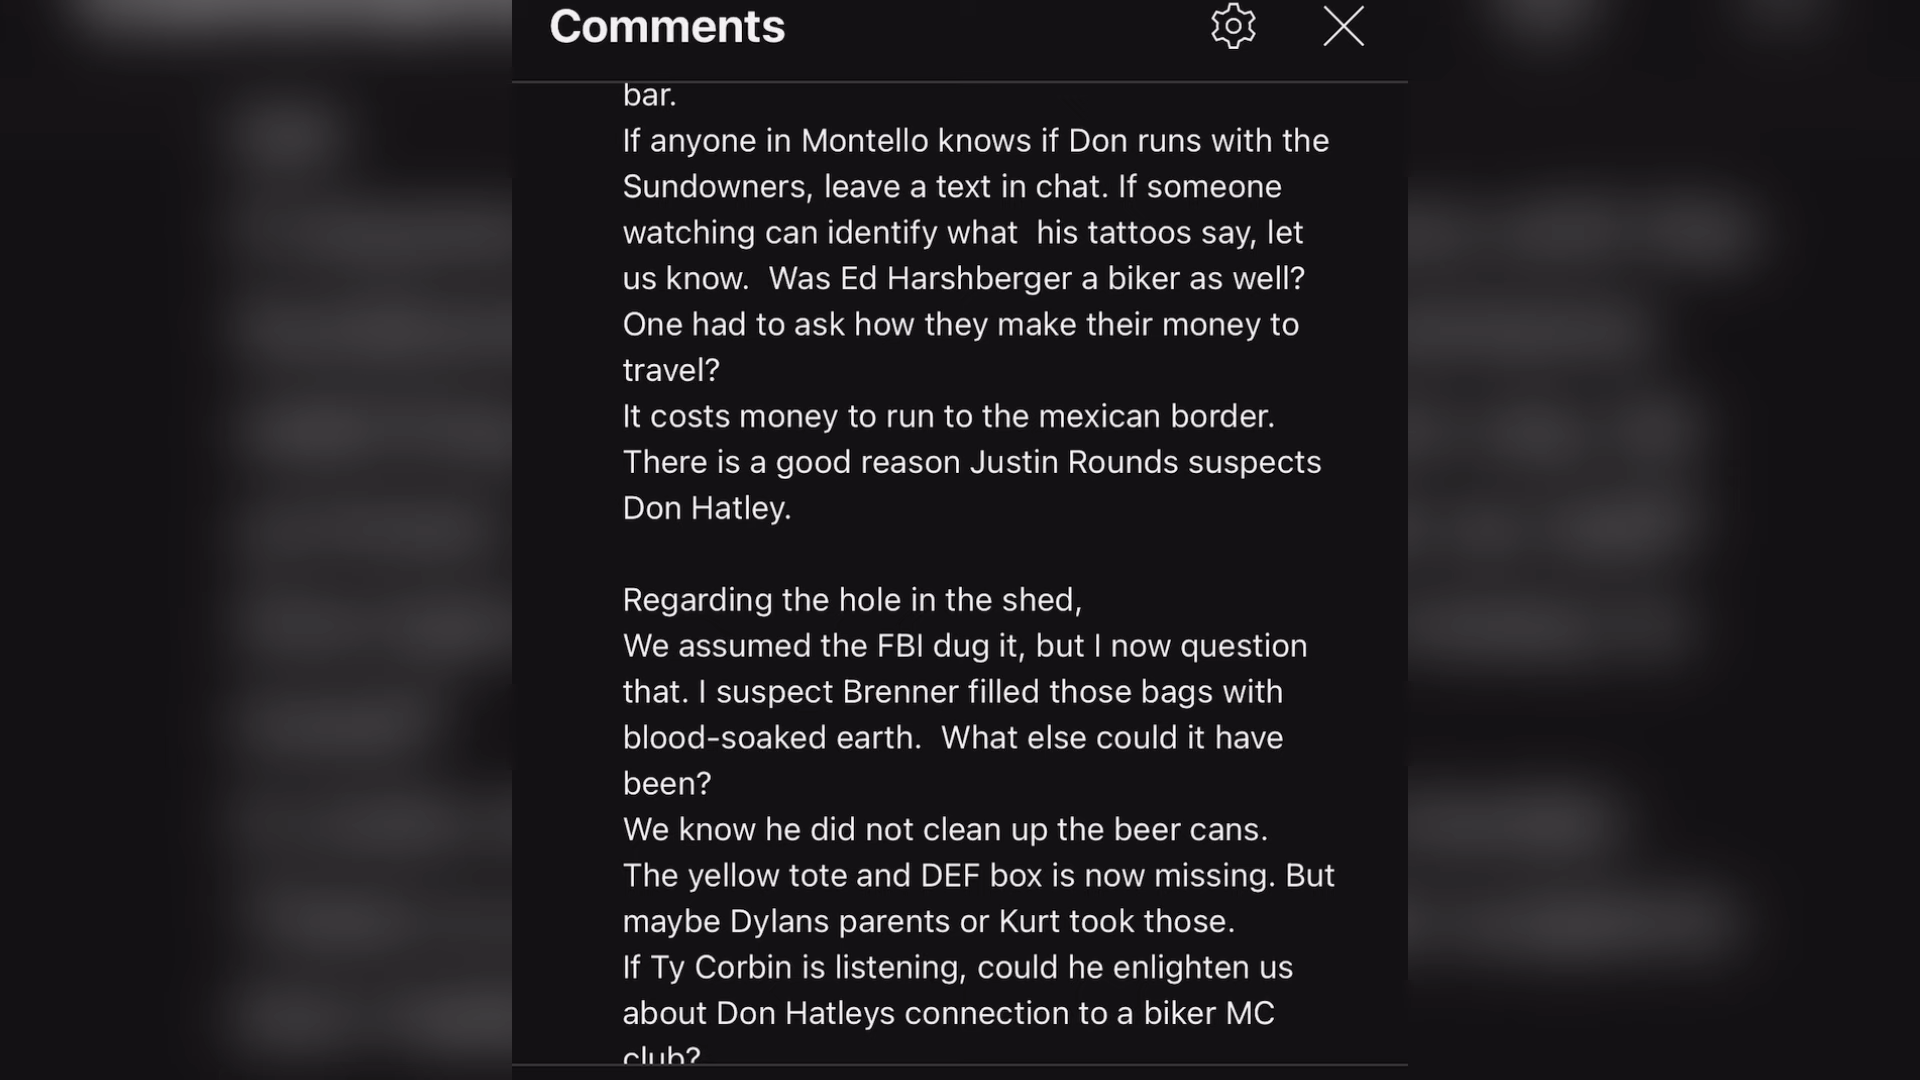 Comments
bar.
If anyone in Montello knows if Don runs with the
Sundowners, leave a text in chat. If someone
watching can identify what  his tattoos say, let
us know.  Was Ed Harshberger a biker as well?
One had to ask how they make their money to
travel?
It costs money to run to the mexican border.
There is a good reason Justin Rounds suspects
Don Hatley.
Regarding the hole in the shed,
We assumed the FBI dug it, but I now question
that. I suspect Brenner filled those bags with
blood-soaked earth.  What else could it have
been?
We know he did not clean up the beer cans.
The yellow tote and DEF box is now missing. But
maybe Dylans parents or Kurt took those.
If Ty Corbin is listening, could he enlighten us
about Don Hatleys connection to a biker MC
club?